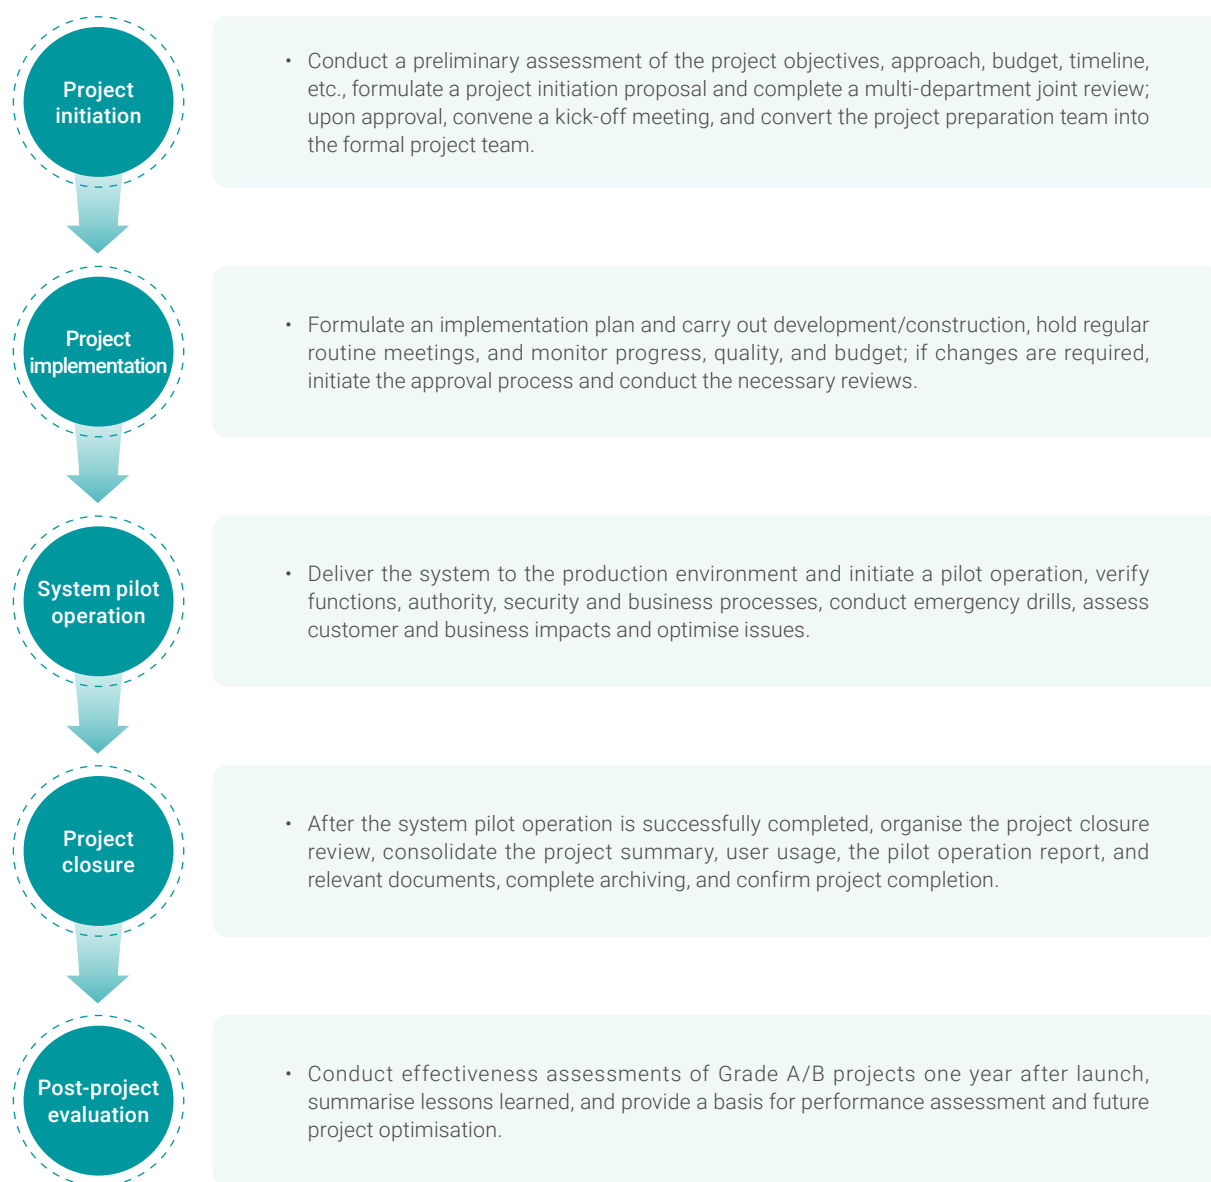 Project
initiation
• Conduct a preliminary assessment of the project objectives, approach, budget, timeline,
etc., formulate a project initiation proposal and complete a multi-department joint review;
upon approval, convene a kick-off meeting, and convert the project preparation team into
the formal project team.
Project
implementation
• Formulate an implementation plan and carry out development/construction, hold regular
routine meetings, and monitor progress, quality, and budget; if changes are required,
initiate the approval process and conduct the necessary reviews.
System pilot
operation
• Deliver the system to the production environment and initiate a pilot operation, verify
functions, authority, security and business processes, conduct emergency drills, assess
customer and business impacts and optimise issues.
Project
closure
• After the system pilot operation is successfully completed, organise the project closure
review, consolidate the project summary, user usage, the pilot operation report, and
relevant documents, complete archiving, and confirm project completion.
Post-project
evaluation
• Conduct effectiveness assessments of Grade A/B projects one year after launch,
summarise lessons learned, and provide a basis for performance assessment and future
project optimisation.